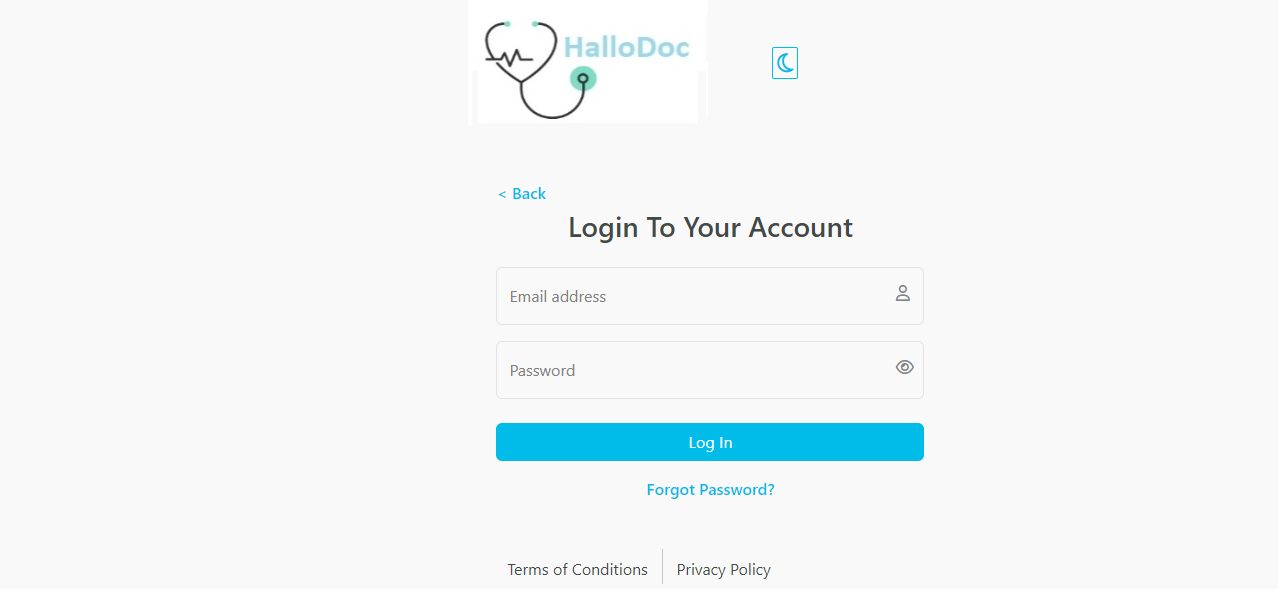 HalloDoc
< Back
Login To Your Account
Email address
Password
Log In
Forgot Password?
Terms of Conditions
Privacy Policy